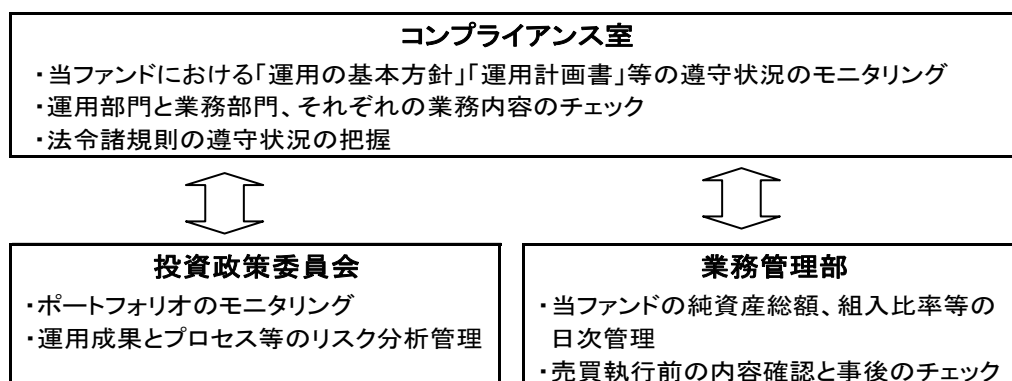 コンプライアンス室
・当ファンドにおける「運用の基本方針」「運用計画書」等の遵守状況のモニタリング
・運用部門と業務部門、それぞれの業務内容のチェック
・法令諸規則の遵守状況の把握
投資政策委員会
・ポートフォリオのモニタリング
・運用成果とプロセス等のリスク分析管理
業務管理部
・当ファンドの純資産総額、組入比率等の
日次管理
・売買執行前の内容確認と事後のチェック